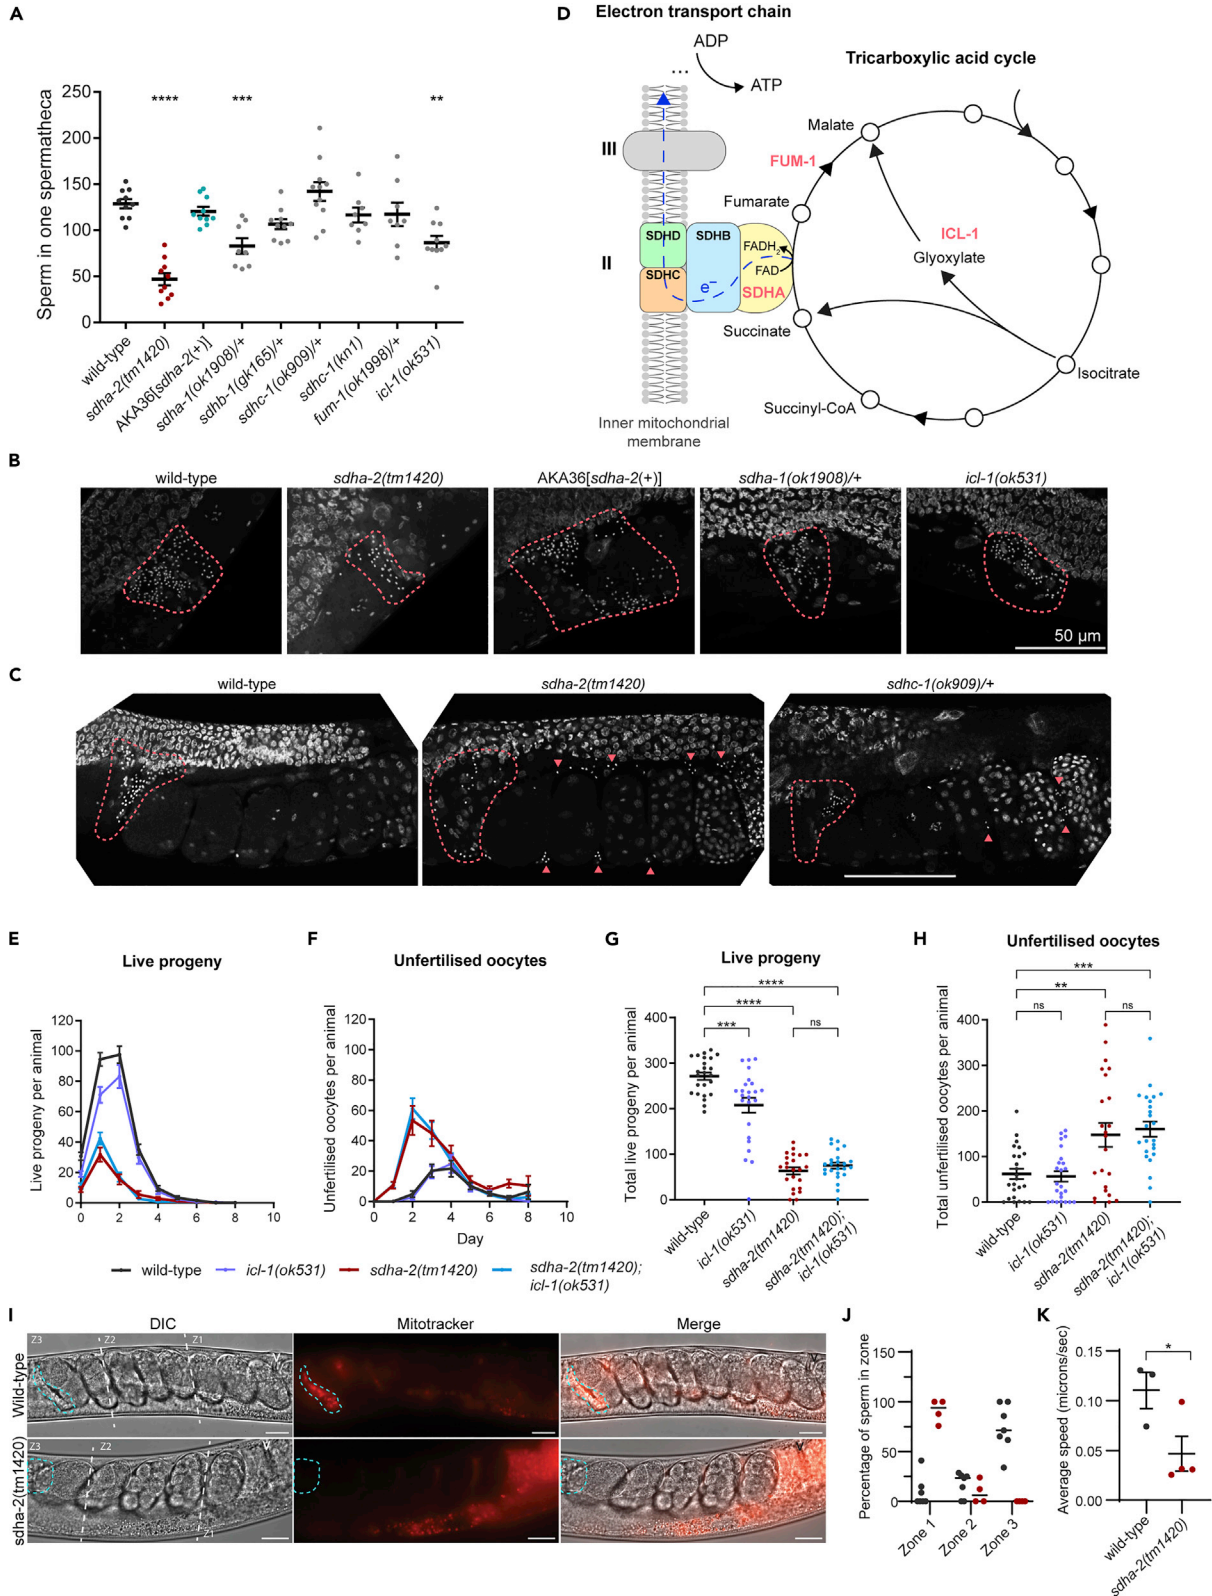 A
Sperm in one spermatheca
250
200
150
100
50
0
**** *** **
wild-type
sdha-2(tm1420)
AKA36[sdha-2(+)]
sdha-1(ok1908)/+
sdhb-1(gk165)/+
sdhc-1(ok909)/+
sdhc-1(kn1)
fum-1(ok1998)/+
icl-1(ok531)
D
Electron transport chain
ADP
ATP
...
Tricarboxylic acid cycle
III
II
SDHD
SDHC
SDHB
SDHA
FADH2
FAD
e−
Malate
FUM-1
Fumarate
ICL-1
Glyoxylate
Succinate
Isocitrate
Succinyl-CoA
Inner mitochondrial
membrane
B
wild-type
sdha-2(tm1420)
AKA36[sdha-2(+)]
sdha-1(ok1908)/+
icl-1(ok531)
50 µm
C
wild-type
sdha-2(tm1420)
sdhc-1(ok909)/+
E
Live progeny
Live progeny per animal
120
100
80
60
40
20
0
0 2 4 6 8 10
F
Unfertilised oocytes
Unfertilised oocytes per animal
120
100
80
60
40
20
0
0 2 4 6 8 10
Day
wild-type
icl-1(ok531)
sdha-2(tm1420)
sdha-2(tm1420);
icl-1(ok531)
G
Live progeny
****
****
*** ns
Total live progeny per animal
400
300
200
100
0
wild-type
icl-1(ok531)
sdha-2(tm1420)
sdha-2(tm1420);
icl-1(ok531)
H
Unfertilised oocytes
***
**
ns ns
Total unfertilised oocytes per animal
400
300
200
100
0
wild-type
icl-1(ok531)
sdha-2(tm1420)
sdha-2(tm1420);
icl-1(ok531)
I
DIC
Mitotracker
Merge
Wild-type
Z3 Z2 Z1
V
sdha-2(tm1420)
Z3 Z2 Z1
V
J
Percentage of sperm in zone
150
100
50
0
Zone 1
Zone 2
Zone 3
K
Average speed (microns/sec)
0.15
0.10
0.05
0.00
*
wild-type
sdha-2(tm1420)